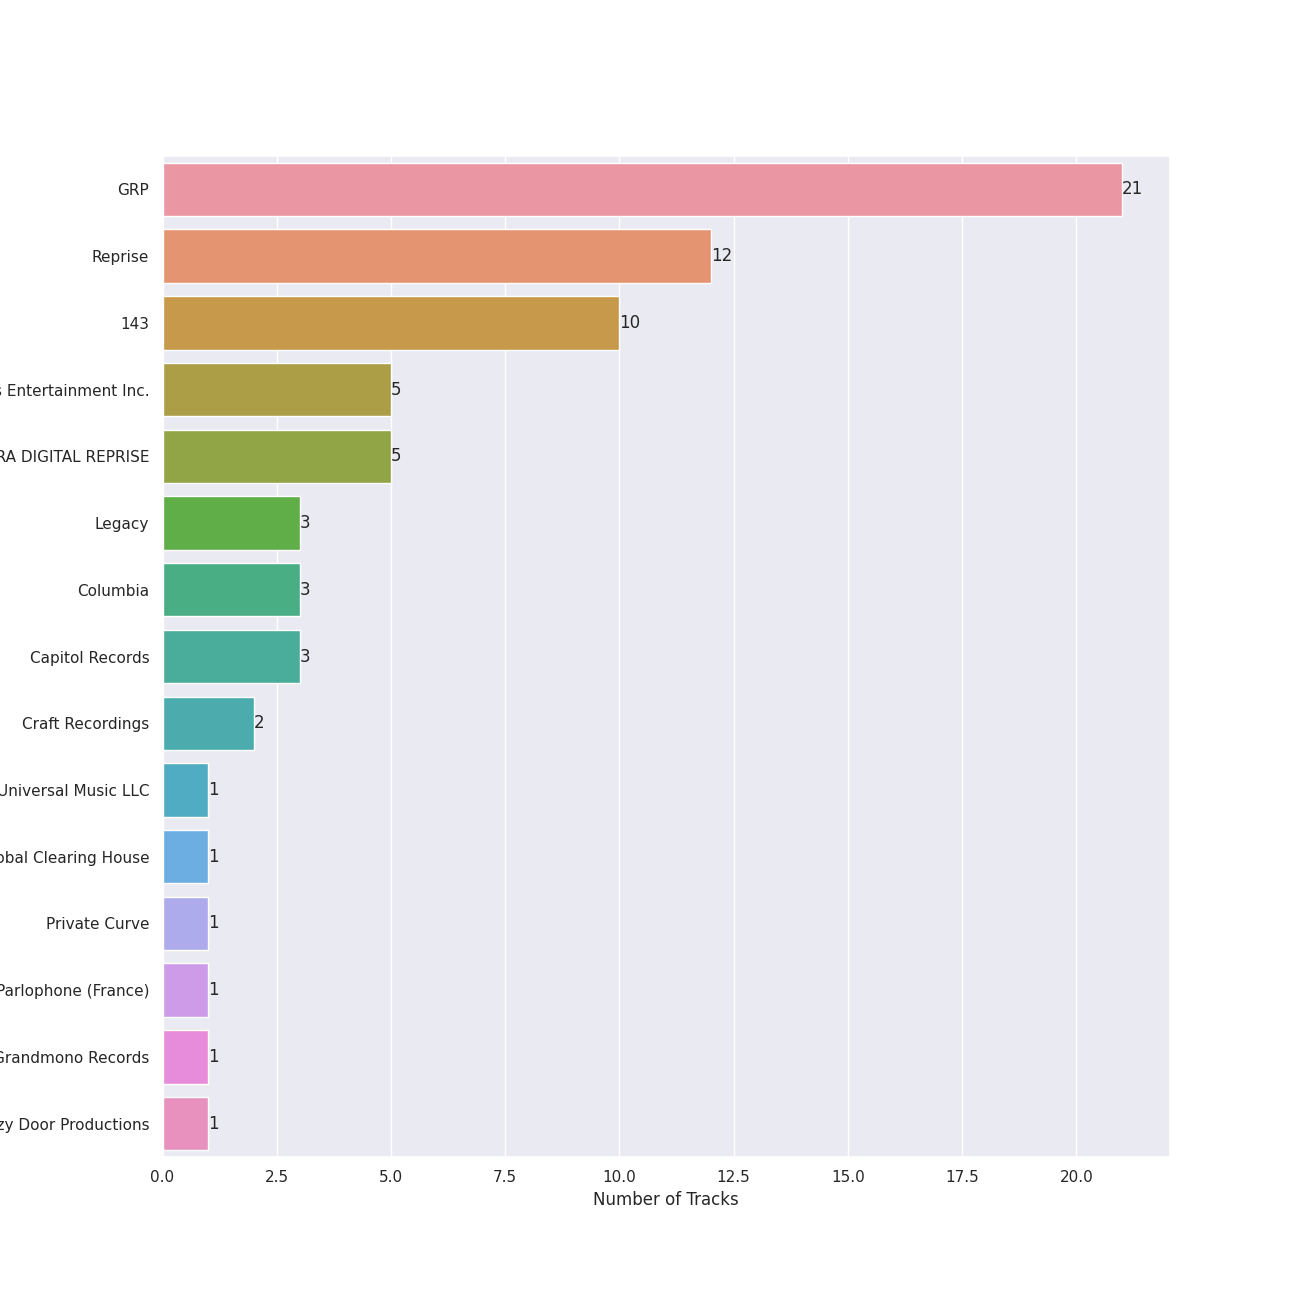 GRP 21
Reprise 12
143 10
Entertainment Inc. 5
DIGITAL REPRISE 5
Legacy 3
Columbia 3
Capitol Records 3
Craft Recordings 2
Universal Music LLC 1
Clearing House 1
Private Curve 1
Parlophone (France) 1
Grandmono Records 1
Door Productions 1
0.0 2.5 5.0 7.5 10.0 12.5 15.0 17.5 20.0
Number of Tracks